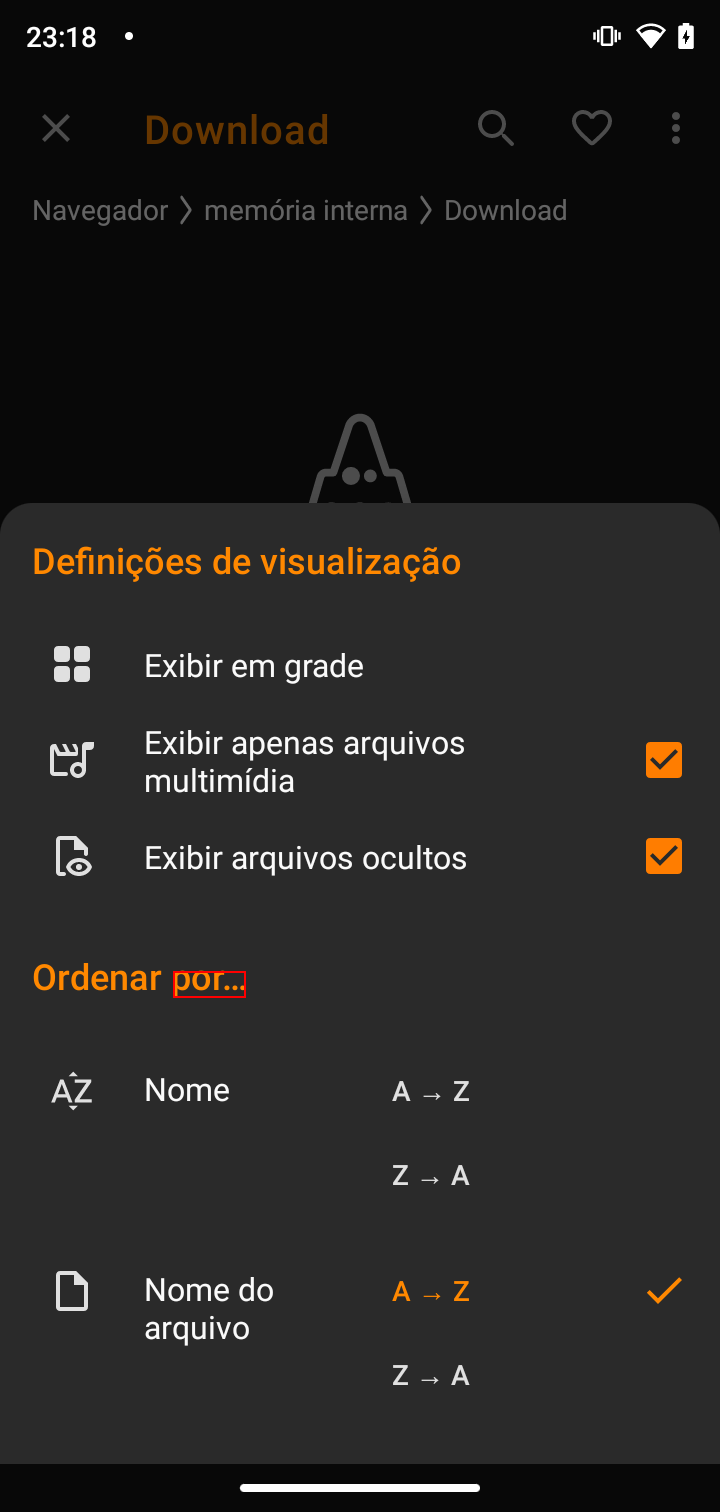 23:18
Download
Navegador memória interna Download
Definições de visualização
Exibir em grade
Exibir apenas arquivos
multimídia
Exibir arquivos ocultos
Ordenar por…
Nome A → Z
Z → A
Nome do A → Z
arquivo
Z → A